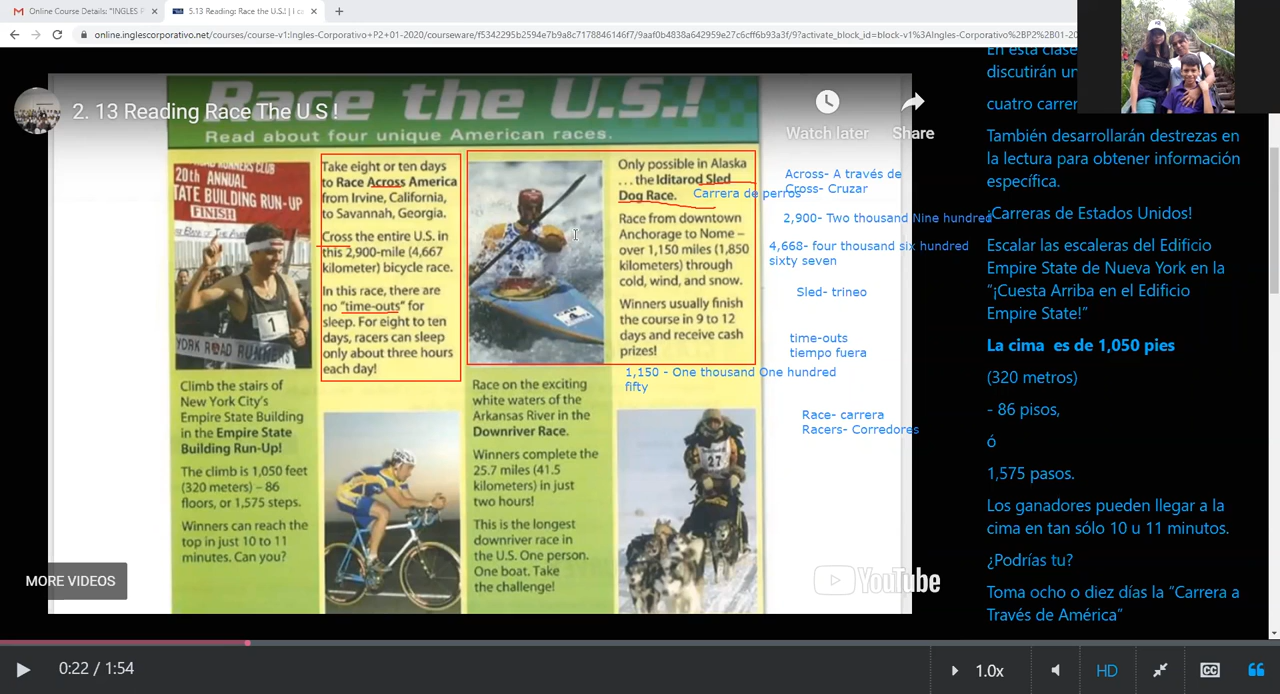 Online Course Details: "INGLES P
5.13 Reading: Race the U.S.! | I c
online.inglescorporativo.net/courses/course-v1:Ingles-Corporativo+P2+01-2020/courseware/f5342295b2594e7b9a8c7178846146f7/9aaf0b4838a642959e27c6cff6b93a3f/9?activate_block_id=block-v1%3AIngles-Corporativo%2BP2%2B01-20
2. 13 Reading Race The U S !
Watch later
Share
Race the U.S.!
Read about four unique American races.
20th ANNUAL
FINISH
1
YORK ROAD RUNNERS
Climb the stairs of
New York City's
Empire State Building
in the Empire State
Building Run-Up!
The climb is 1,050 feet
(320 meters) – 86
floors, or 1,575 steps.
Winners can reach the
top in just 10 to 11
minutes. Can you?
Take eight or ten days
to Race Across America
from Irvine, California,
to Savannah, Georgia.
Cross the entire U.S. in
this 2,900-mile (4,667
kilometer) bicycle race.
In this race, there are
no "time-outs" for
sleep. For eight to ten
days, racers can sleep
only about three hours
each day!
Race on the exciting
white waters of the
Arkansas River in the
Downriver Race.
Winners complete the
25.7 miles (41.5
kilometers) in just
two hours!
This is the longest
downriver race in
the U.S. One person.
One boat. Take
the challenge!
Only possible in Alaska
. . . the Iditarod Sled
Dog Race.
Race from downtown
Anchorage to Nome –
over 1,150 miles (1,850
kilometers) through
cold, wind, and snow.
Winners usually finish
the course in 9 to 12
days and receive cash
prizes!
27
Across- A través de
Cross- Cruzar
Carrera de perros
2,900- Two thousand Nine hundred
4,668- four thousand six hundred
sixty seven
Sled- trineo
time-outs
tiempo fuera
1,150 - One thousand One hundred
fifty
Race- carrera
Racers- Corredores
MORE VIDEOS
YouTube
En esta clase
discutirán un
cuatro carrer
También desarrollarán destrezas en
la lectura para obtener información
específica.
¡Carreras de Estados Unidos!
Escalar las escaleras del Edificio
Empire State de Nueva York en la
"¡Cuesta Arriba en el Edificio
Empire State!"
La cima es de 1,050 pies
(320 metros)
- 86 pisos,
ó
1,575 pasos.
Los ganadores pueden llegar a la
cima en tan sólo 10 u 11 minutos.
¿Podrías tu?
Toma ocho o diez días la "Carrera a
Través de América"
0:22 / 1:54
1.0x
HD
CC